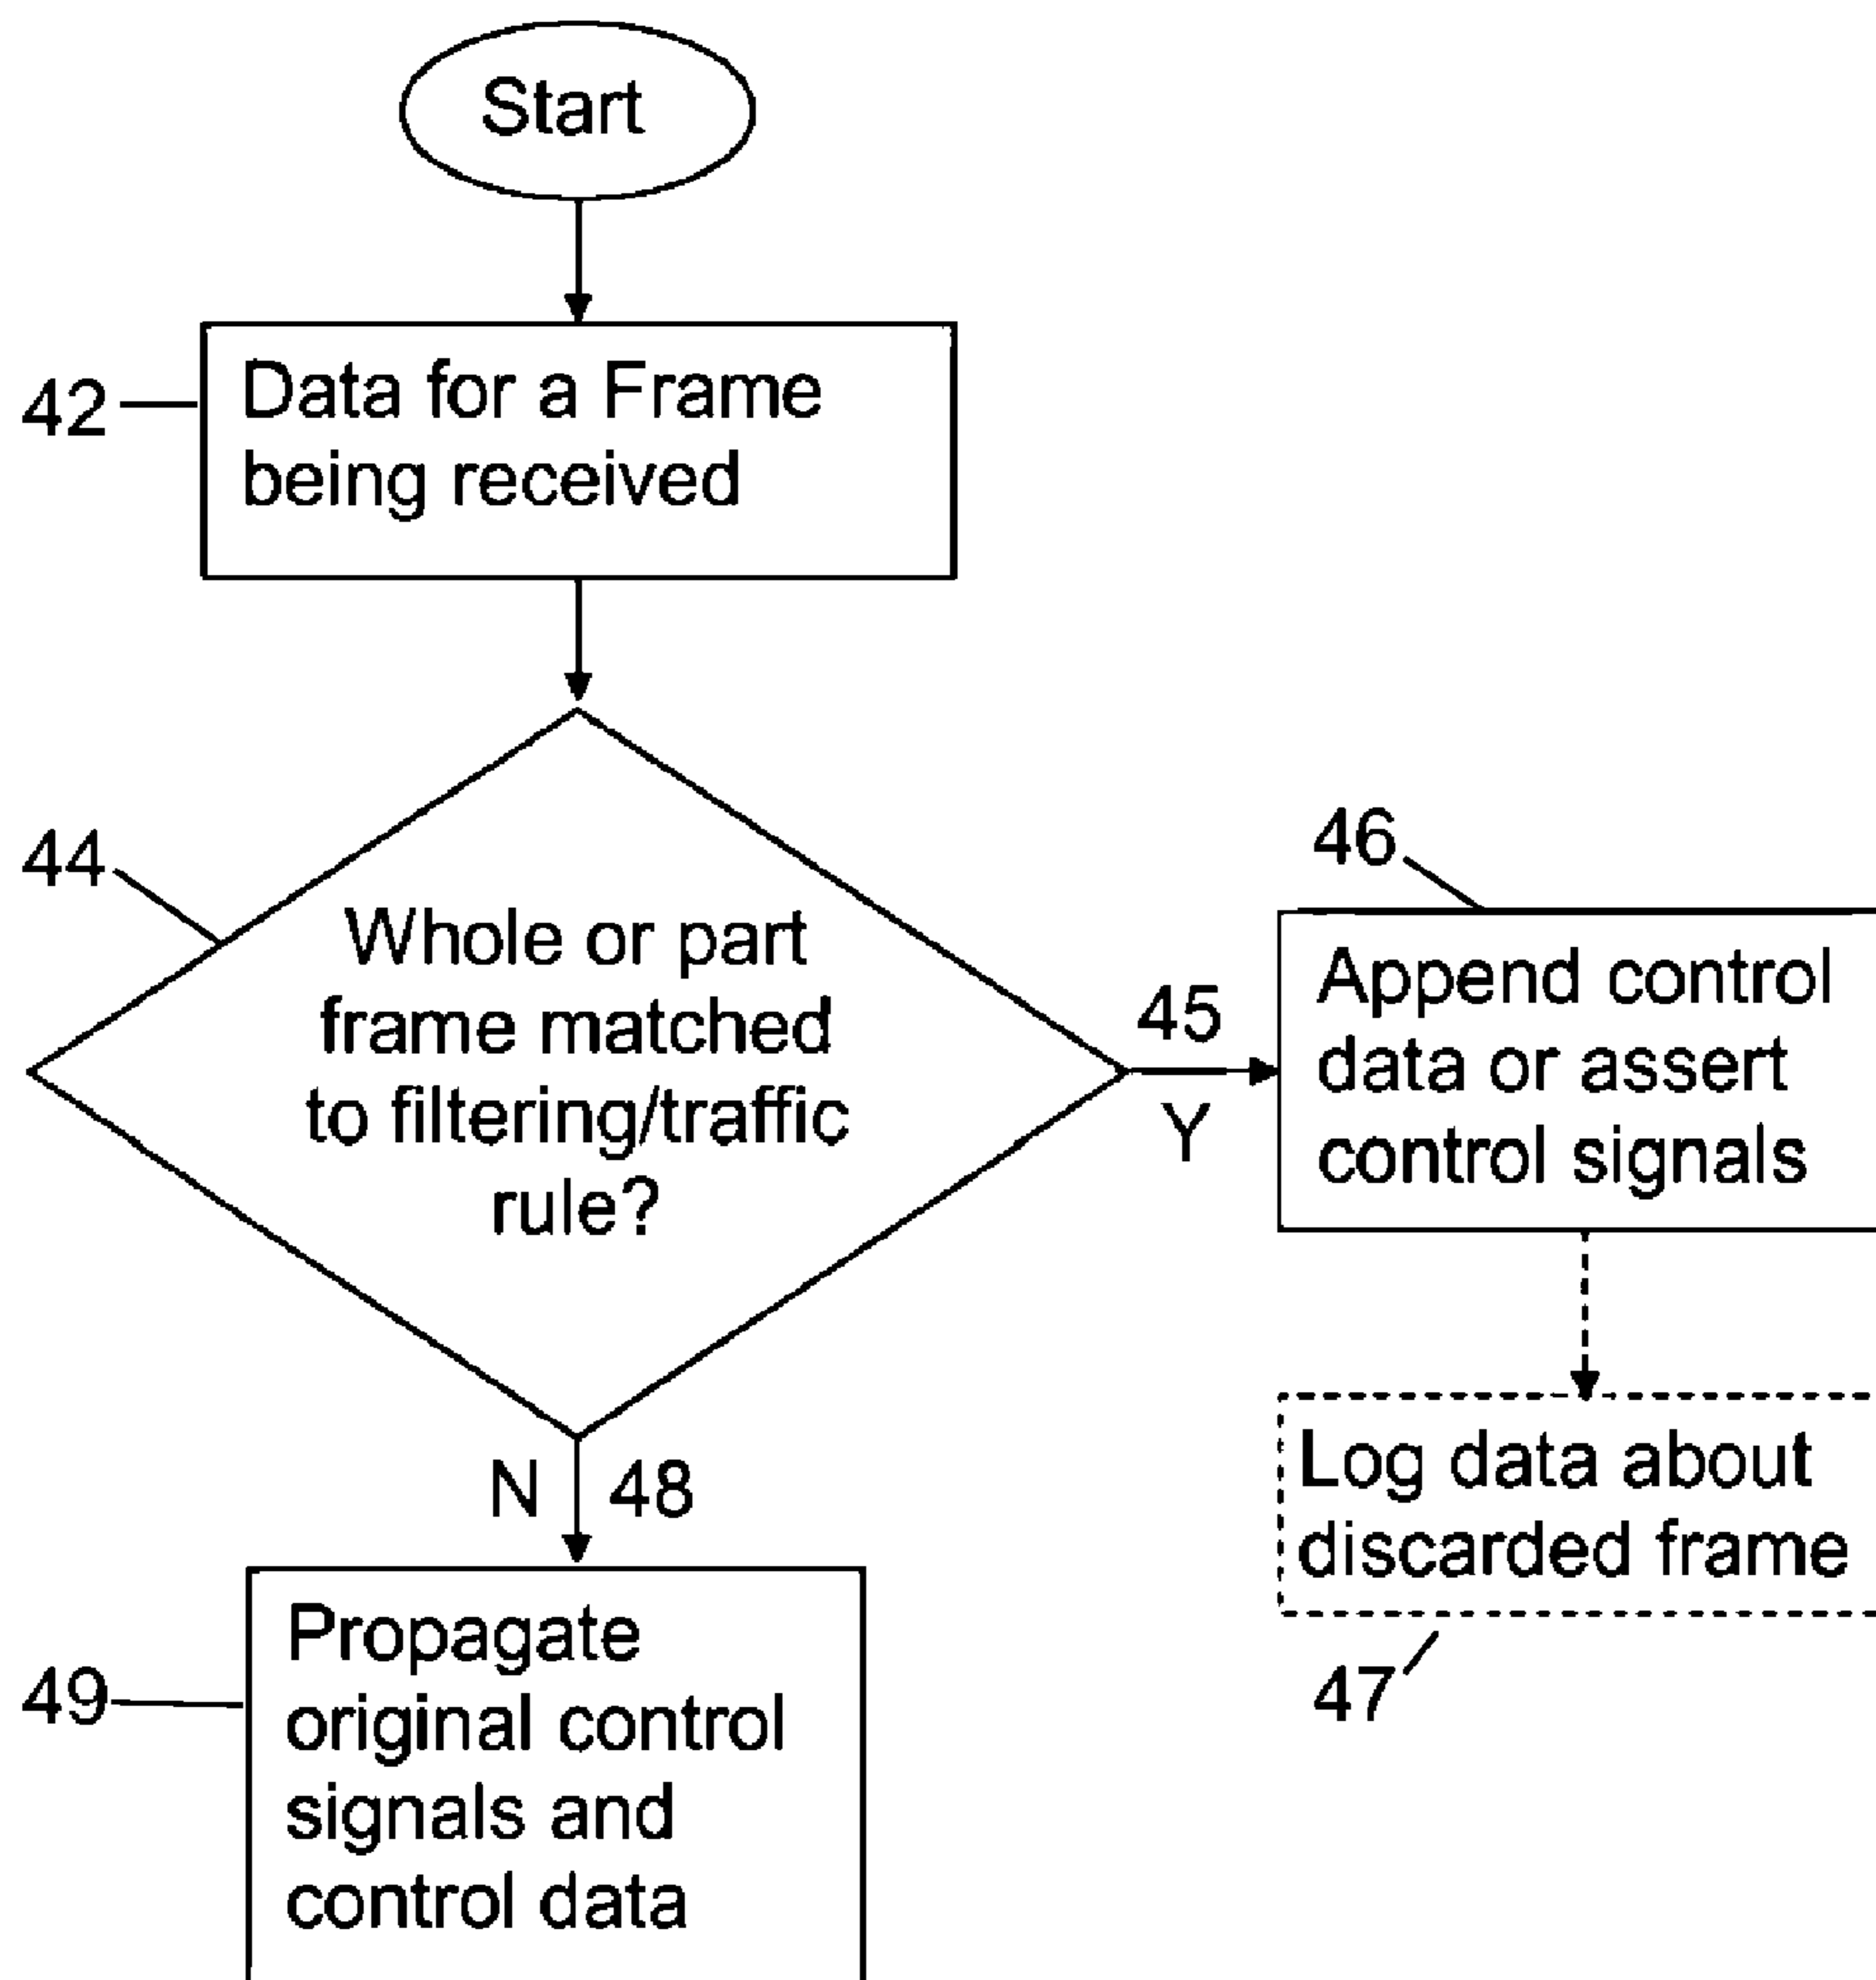 Start
42
Data for a Frame
being received
44
Whole or part
frame matched
to filtering/traffic
rule?
45
Y
46
Append control
data or assert
control signals
Log data about
discarded frame
47
N
48
49
Propagate
original control
signals and
control data